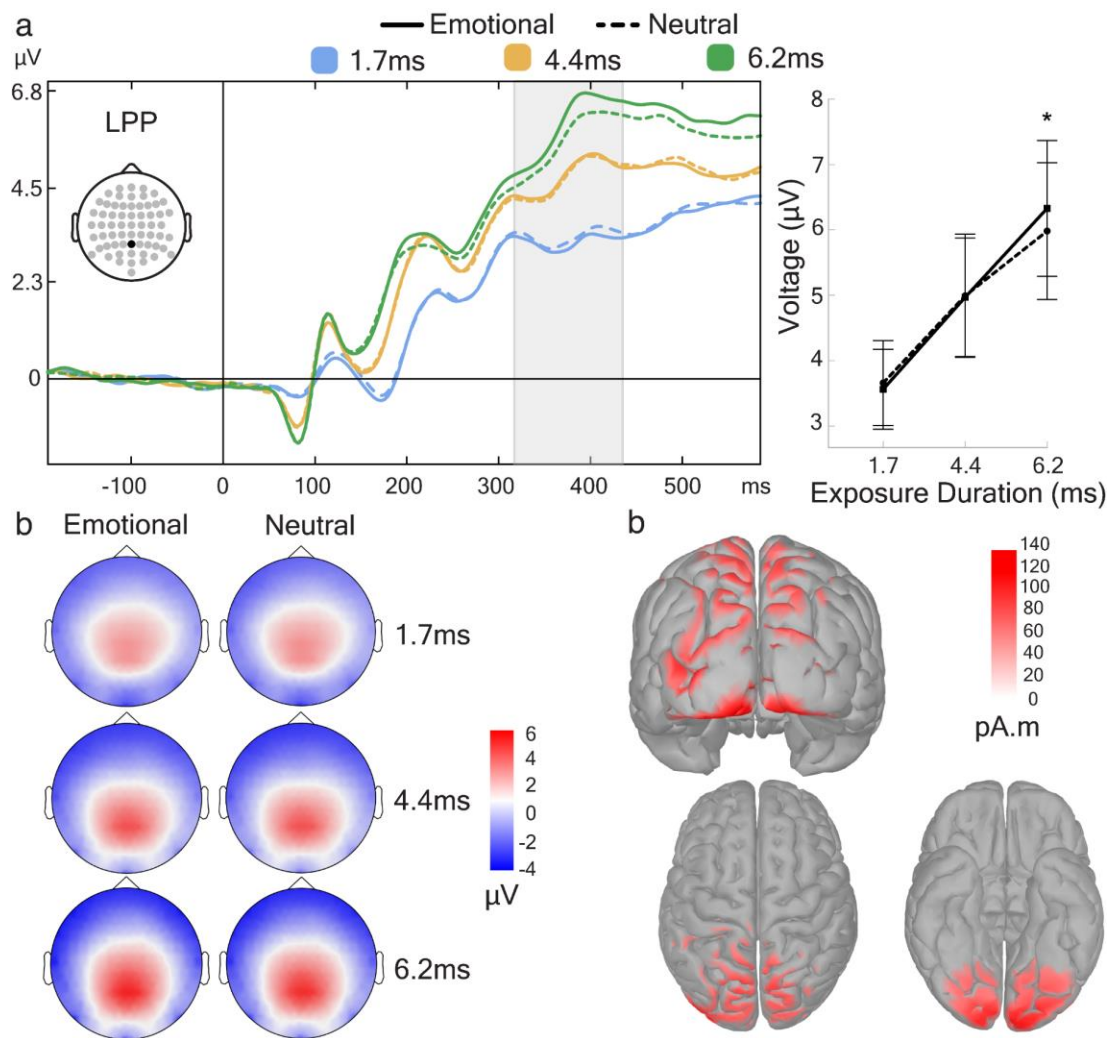 a
Emotional Neutral
µV
1.7ms 4.4ms 6.2ms
6.8
4.5
2.3
0
LPP
-100 0 100 200 300 400 500 ms
8
7
6
5
4
3
Voltage (µV)
*
1.7 4.4 6.2
Exposure Duration (ms)
b
Emotional Neutral
1.7ms
4.4ms
6.2ms
6
4
2
0
-2
-4
µV
b
140
120
100
80
60
40
20
0
pA.m